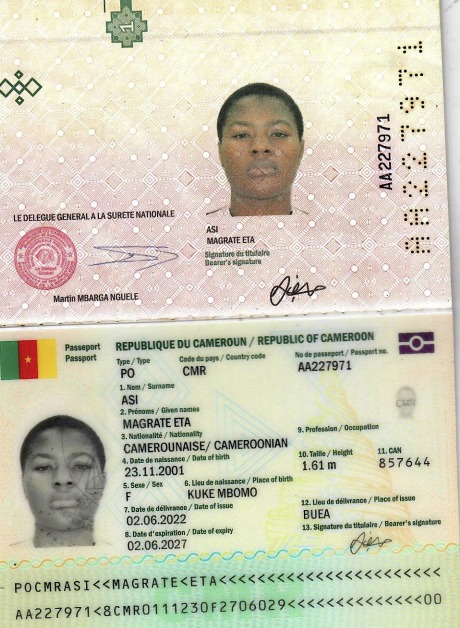 AA227971
AA227971
LE DELEGUE GENERAL A LA SURETE NATIONALE
ASI
MAGRATE ETA
Signature du titulaire
Bearer's signature
Martin MBARGA NGUELE
Passeport
Passport
REPUBLIQUE DU CAMEROUN / REPUBLIC OF CAMEROON
Type / Type
Code du pays / Country code
No de passeport / Passport no.
PO
CMR
AA227971
1. Nom / Surname
ASI
2. Prénoms / Given names
MAGRATE ETA
3. Nationalité / Nationality
9. Profession / Occupation
CAMEROUNAISE/ CAMEROONIAN
4. Date de naissance / Date of birth
10. Taille / Height
11. CAN
23.11.2001
1.61 m
857644
5. Sexe / Sex
6. Lieu de naissance / Place of birth
F
KUKE MBOMO
7. Date de délivrance / Date of issue
12. Lieu de délivrance / Place of issue
02.06.2022
BUEA
8. Date d'expiration / Date of expiry
13. Signature du titulaire / Bearer's signature
02.06.2027
POCMRASI<<MAGRATE<ETA<<<<<<<<<<<<<<<<<<<<<<<
AA227971<8CMR0111230F2706029<<<<<<<<<<<<<<00